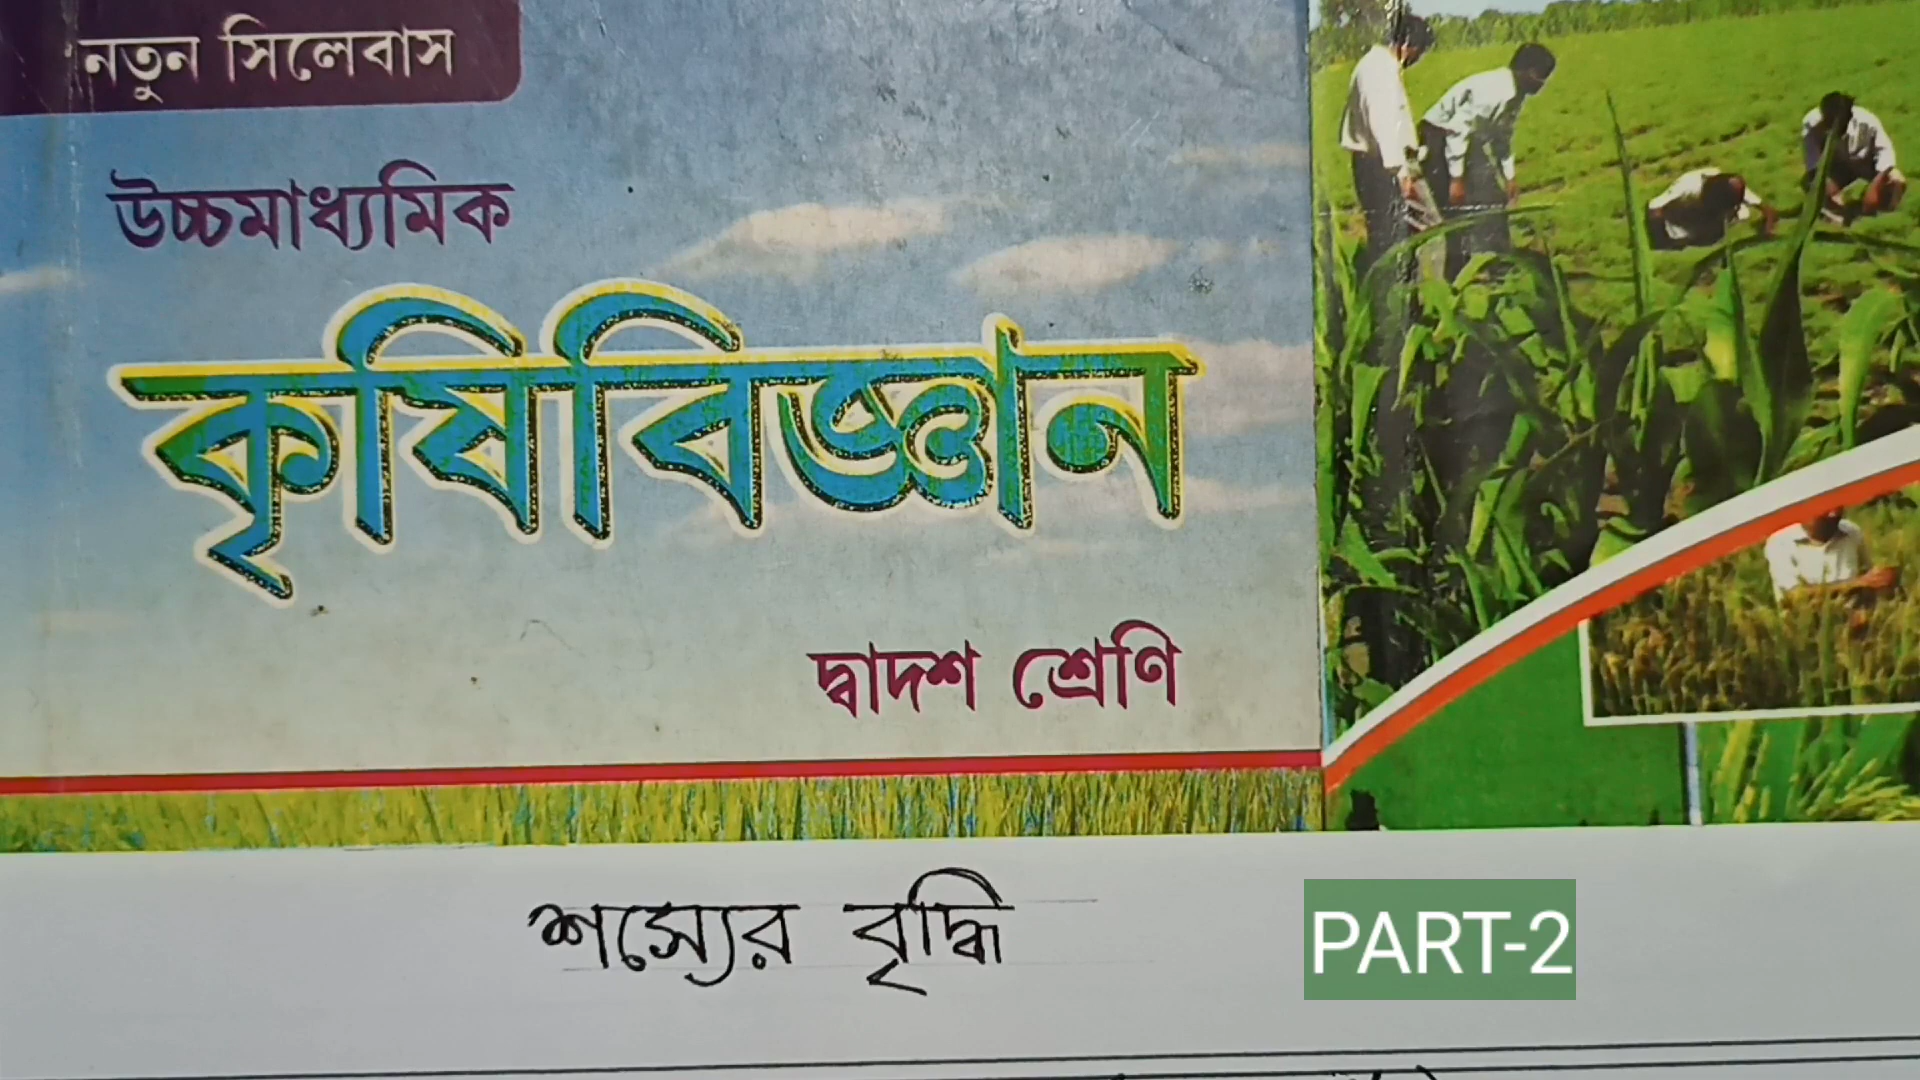 নতুন সিলেবাস
উচ্চমাধ্যমিক
কৃষিবিজ্ঞান
দ্বাদশ শ্রেণি
শস্যের বৃদ্ধি
PART-2